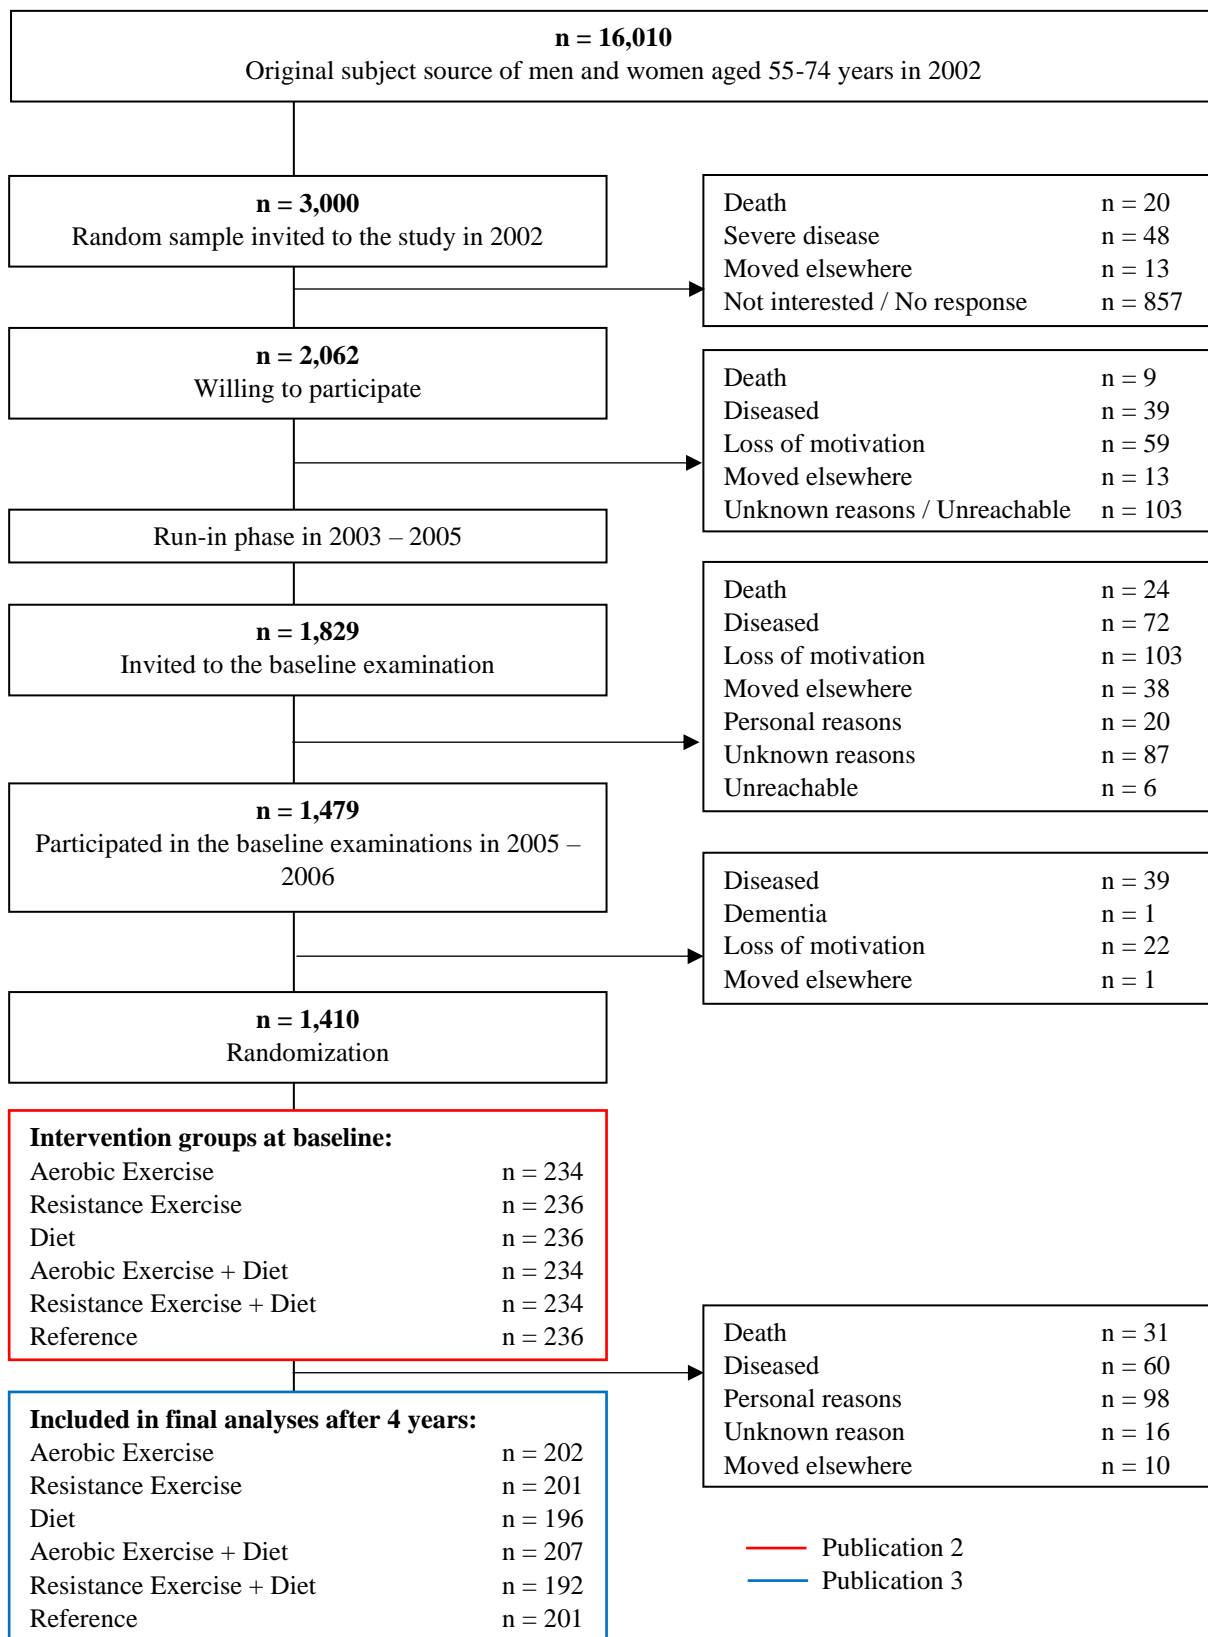 n = 16,010
Original subject source of men and women aged 55-74 years in 2002
n = 3,000
Random sample invited to the study in 2002
Death n = 20
Severe disease n = 48
Moved elsewhere n = 13
Not interested / No response n = 857
n = 2,062
Willing to participate
Death n = 9
Diseased n = 39
Loss of motivation n = 59
Moved elsewhere n = 13
Unknown reasons / Unreachable n = 103
Run-in phase in 2003 – 2005
n = 1,829
Invited to the baseline examination
Death n = 24
Diseased n = 72
Loss of motivation n = 103
Moved elsewhere n = 38
Personal reasons n = 20
Unknown reasons n = 87
Unreachable n = 6
n = 1,479
Participated in the baseline examinations in 2005 –
2006
Diseased n = 39
Dementia n = 1
Loss of motivation n = 22
Moved elsewhere n = 1
n = 1,410
Randomization
Intervention groups at baseline:
Aerobic Exercise n = 234
Resistance Exercise n = 236
Diet n = 236
Aerobic Exercise + Diet n = 234
Resistance Exercise + Diet n = 234
Reference n = 236
Death n = 31
Diseased n = 60
Personal reasons n = 98
Unknown reason n = 16
Moved elsewhere n = 10
Included in final analyses after 4 years:
Aerobic Exercise n = 202
Resistance Exercise n = 201
Diet n = 196
Aerobic Exercise + Diet n = 207
Resistance Exercise + Diet n = 192
Reference n = 201
Publication 2
Publication 3